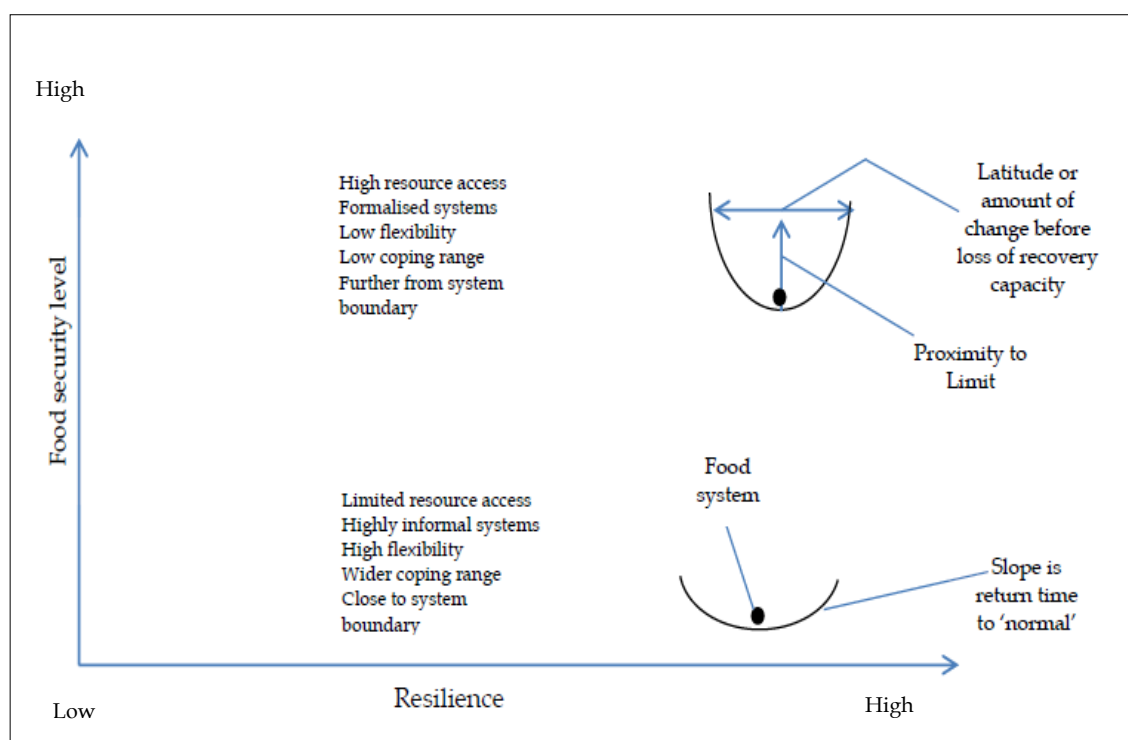 High
Food security level
High resource access
Formalised systems
Low flexibility
Low coping range
Further from system
boundary
Latitude or
amount of
change before
loss of recovery
capacity
Proximity to
Limit
Limited resource access
Highly informal systems
High flexibility
Wider coping range
Close to system
boundary
Food
system
Slope is
return time
to ‘normal’
Low
Resilience
High